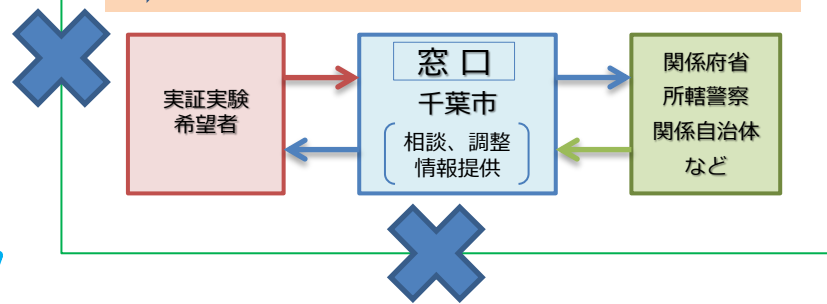 実証実験
希望者
窓口
千葉市
相談、調整
情報提供
関係府省
所轄警察
関係自治体
など